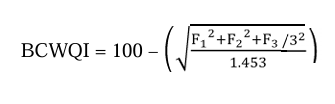 BCWQI = 100 – (√(F₁²+F₂²+F₃ /3² / 1.453))